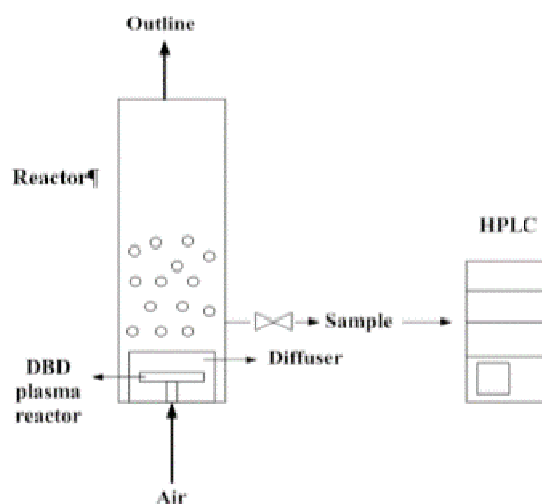 Outline
Reactor¶
HPLC
Sample
Diffuser
DBD
plasma
reactor
Air